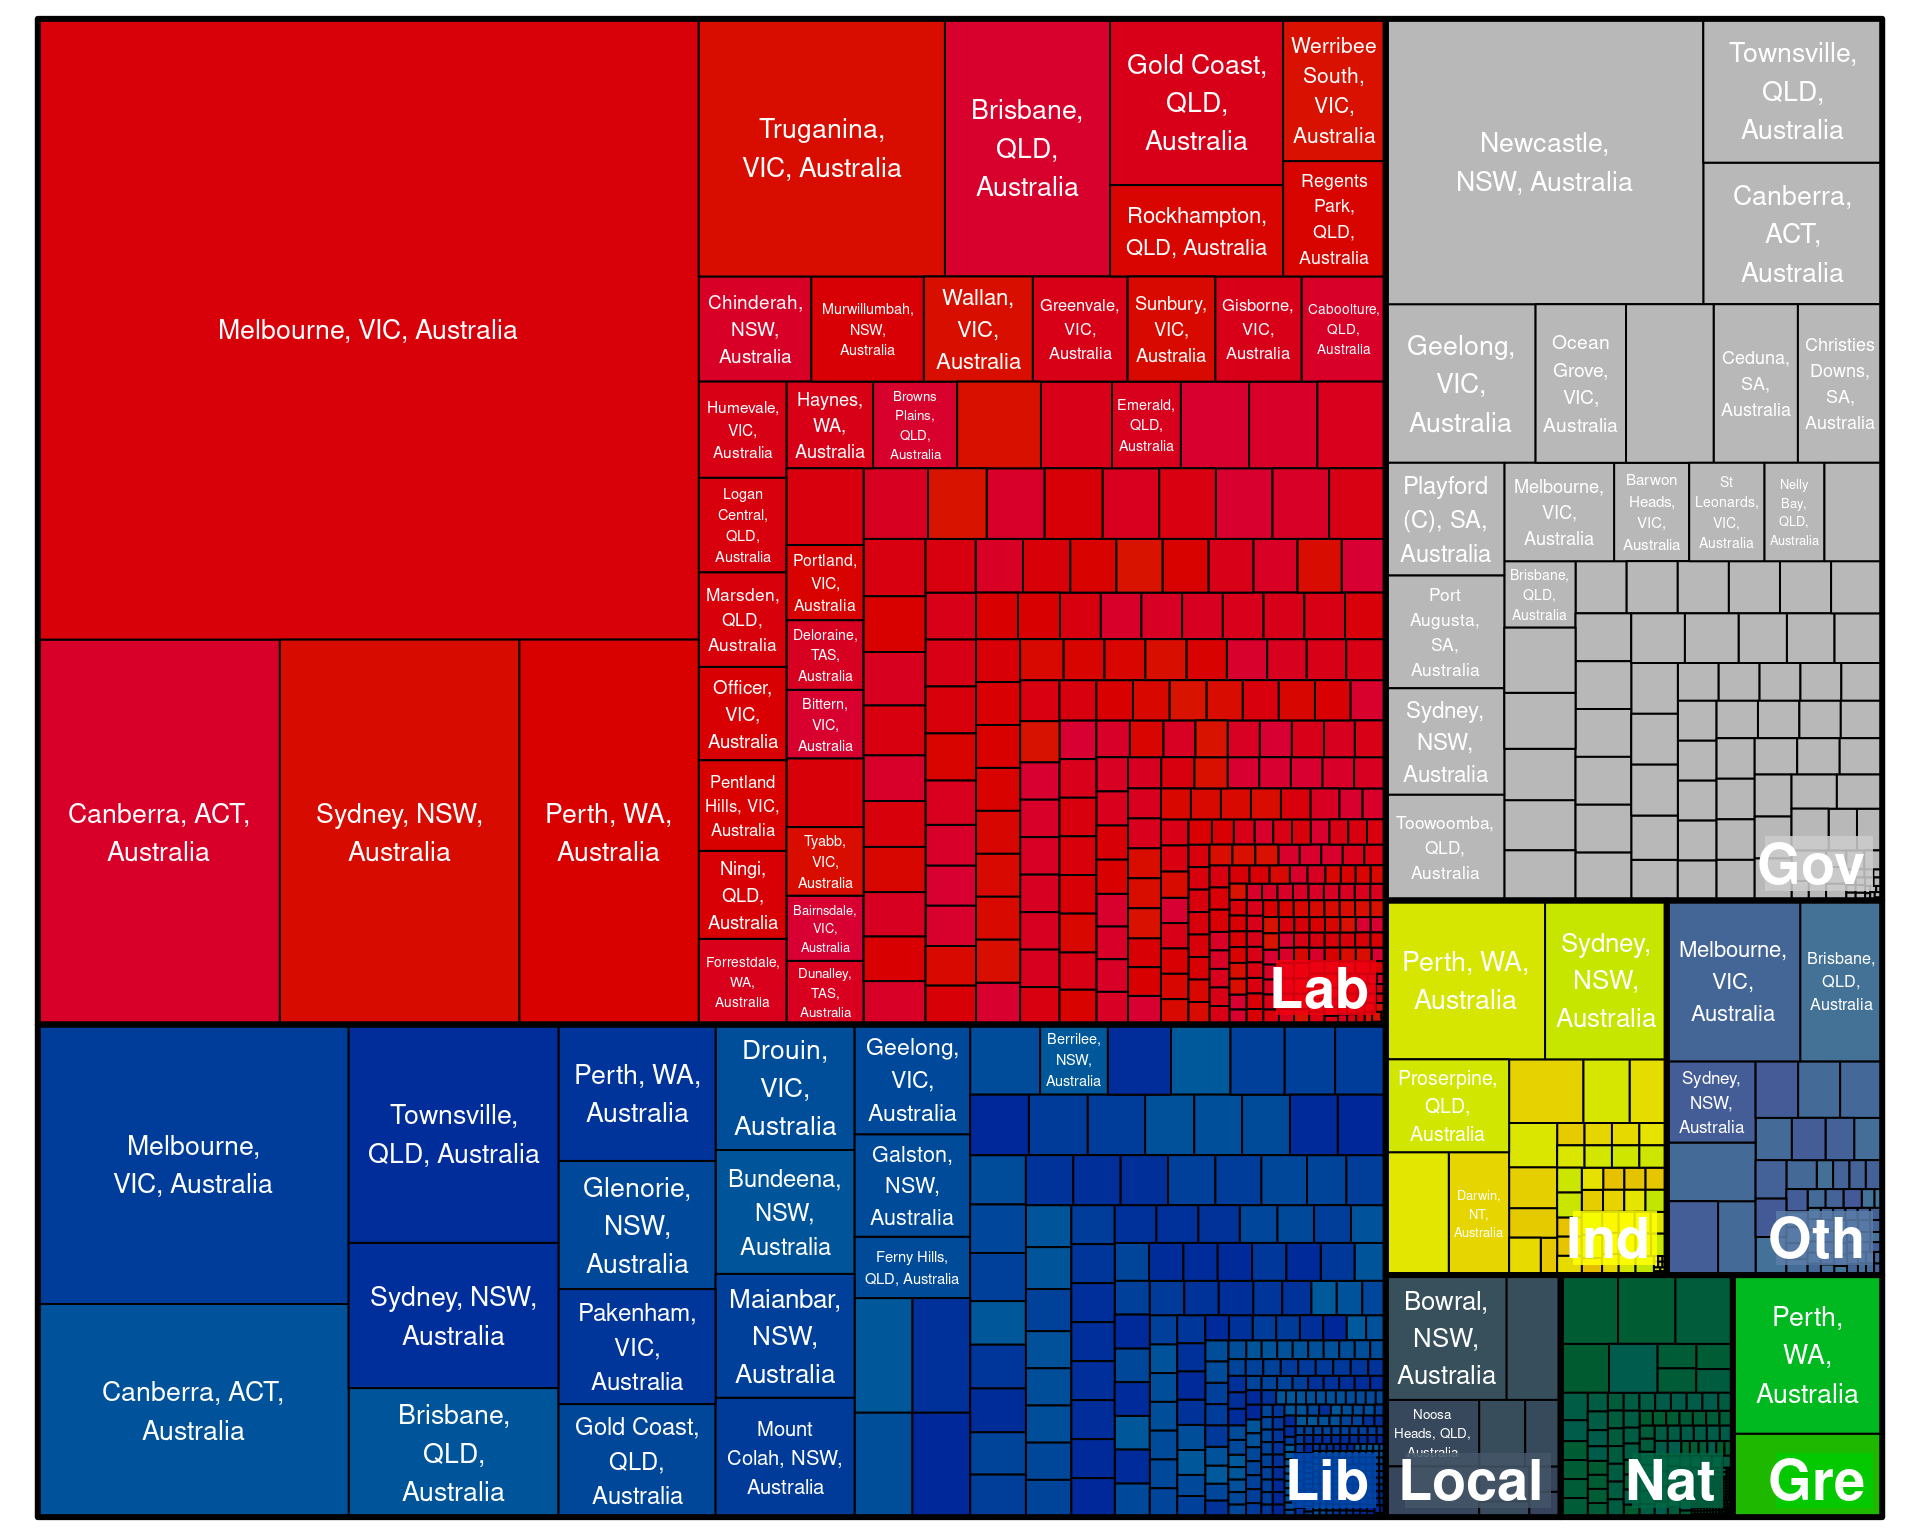 Melbourne, VIC, Australia
Canberra, ACT,
Australia
Sydney, NSW,
Australia
Perth, WA,
Australia
Truganina,
VIC, Australia
Brisbane,
QLD,
Australia
Gold Coast,
QLD,
Australia
Rockhampton,
QLD, Australia
Werribee
South,
VIC,
Australia
Regents
Park,
QLD,
Australia
Chinderah,
NSW,
Australia
Murwillumbah,
NSW,
Australia
Wallan,
VIC,
Australia
Greenvale,
VIC,
Australia
Sunbury,
VIC,
Australia
Gisborne,
VIC,
Australia
Caboolture,
QLD,
Australia
Humevale,
VIC,
Australia
Haynes,
WA,
Australia
Browns
Plains,
QLD,
Australia
Emerald,
QLD,
Australia
Logan
Central,
QLD,
Australia
Marsden,
QLD,
Australia
Officer,
VIC,
Australia
Pentland
Hills, VIC,
Australia
Ningi,
QLD,
Australia
Forrestdale,
WA,
Australia
Portland,
VIC,
Australia
Deloraine,
TAS,
Australia
Bittern,
VIC,
Australia
Tyabb,
VIC,
Australia
Bairnsdale,
VIC,
Australia
Dunalley,
TAS,
Australia
Lab
Newcastle,
NSW, Australia
Townsville,
QLD,
Australia
Canberra,
ACT,
Australia
Geelong,
VIC,
Australia
Ocean
Grove,
VIC,
Australia
Ceduna,
SA,
Australia
Christies
Downs,
SA,
Australia
Playford
(C), SA,
Australia
Melbourne,
VIC,
Australia
Barwon
Heads,
VIC,
Australia
St
Leonards,
VIC,
Australia
Nelly
Bay,
QLD,
Australia
Brisbane,
QLD,
Australia
Port
Augusta,
SA,
Australia
Sydney,
NSW,
Australia
Toowoomba,
QLD,
Australia
Gov
Melbourne,
VIC, Australia
Canberra, ACT,
Australia
Townsville,
QLD, Australia
Sydney, NSW,
Australia
Brisbane,
QLD,
Australia
Perth, WA,
Australia
Glenorie,
NSW,
Australia
Pakenham,
VIC,
Australia
Gold Coast,
QLD,
Australia
Drouin,
VIC,
Australia
Bundeena,
NSW,
Australia
Maianbar,
NSW,
Australia
Mount
Colah, NSW,
Australia
Geelong,
VIC,
Australia
Galston,
NSW,
Australia
Ferny Hills,
QLD, Australia
Berrilee,
NSW,
Australia
Lib
Perth, WA,
Australia
Sydney,
NSW,
Australia
Proserpine,
QLD,
Australia
Darwin,
NT,
Australia
Ind
Melbourne,
VIC,
Australia
Brisbane,
QLD,
Australia
Sydney,
NSW,
Australia
Oth
Bowral,
NSW,
Australia
Noosa
Heads, QLD,
Australia
Local
Nat
Perth,
WA,
Australia
Gre